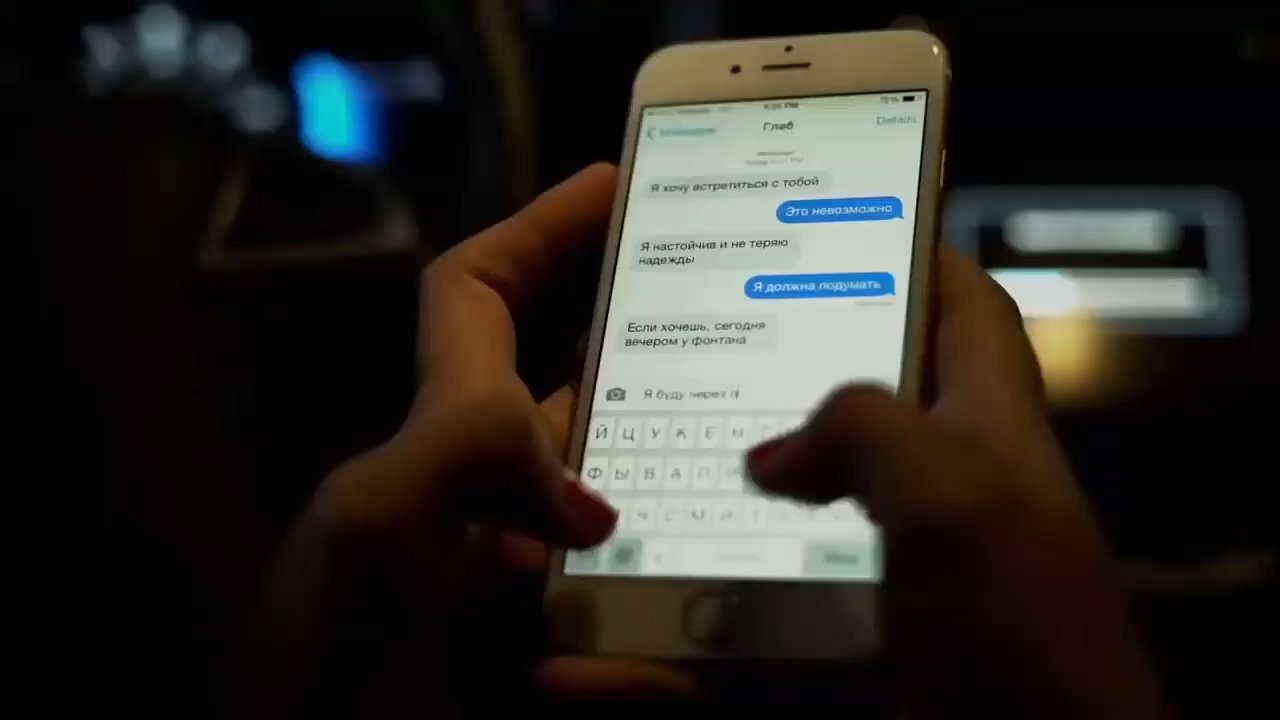 Глеб
Details
Я хочу встретиться с тобой
Это невозможно
Я настойчив и не теряю
надежды
Я должна подумать
Если хочешь, сегодня
вечером у фонтана
Я буду через п
Й Ц У К Е Н
Ф Ы В А П
Ч С М И